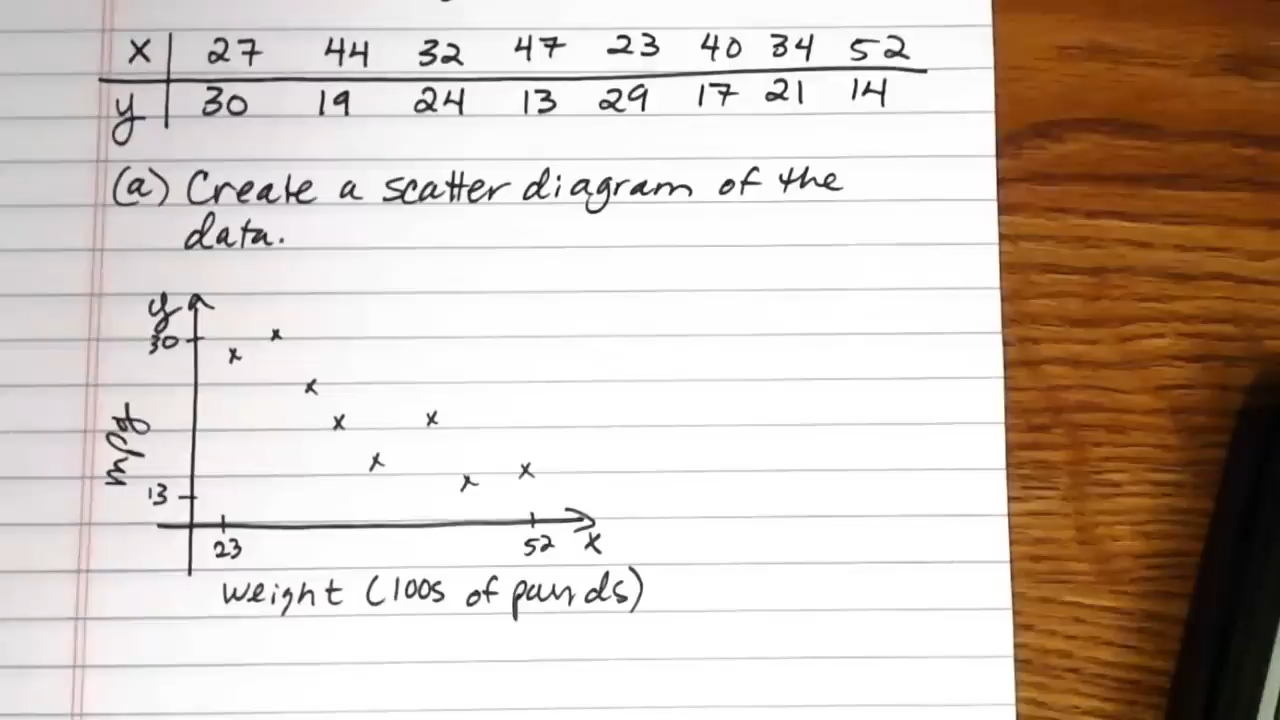 x 27 44 32 47 23 40 34 52
y 30 19 24 13 29 17 21 14
(a) Create a scatter diagram of the
data.
y
30
mpg
13
23 52 x
weight (100s of pounds)